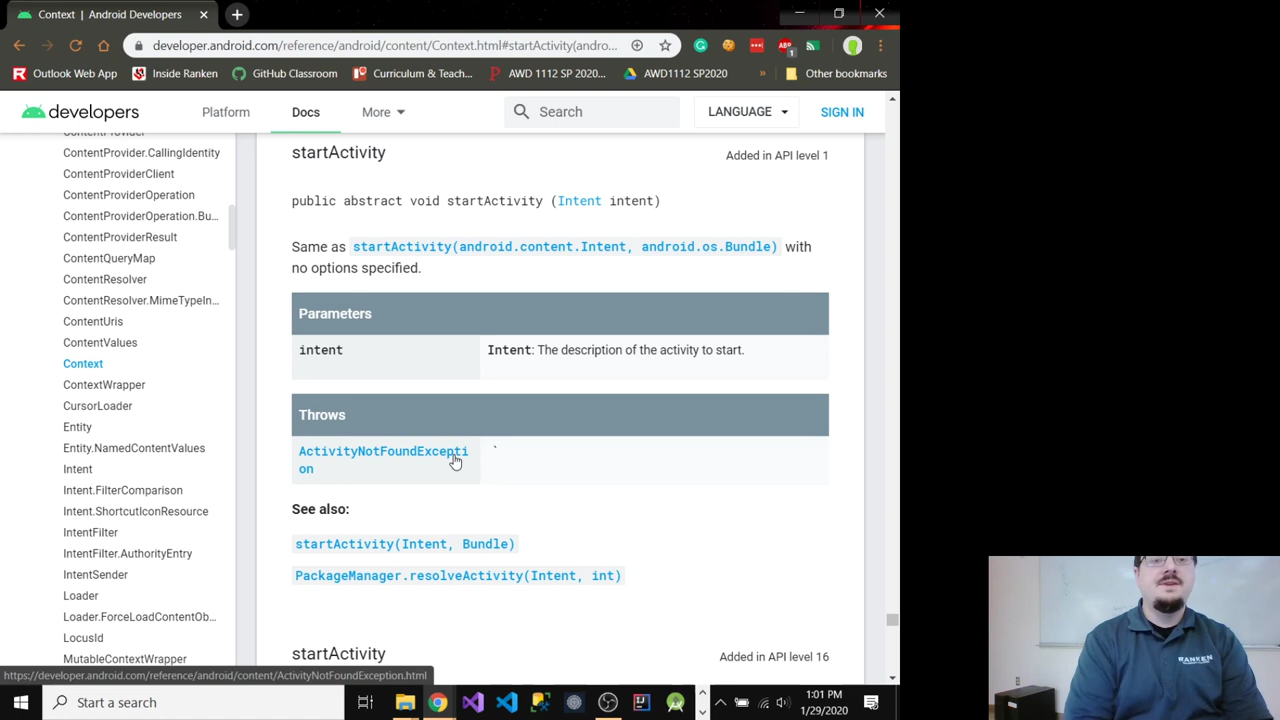 Context | Android Developers
developer.android.com/reference/android/content/Context.html#startActivity(andro...
Outlook Web App
Inside Ranken
GitHub Classroom
Curriculum & Teach...
AWD 1112 SP 2020...
AWD1112 SP2020
»
Other bookmarks
developers
Platform
Docs
More
Search
LANGUAGE
SIGN IN
ContentProvider
ContentProvider.CallingIdentity
ContentProviderClient
ContentProviderOperation
ContentProviderOperation.Bu...
ContentProviderResult
ContentQueryMap
ContentResolver
ContentResolver.MimeTypeIn...
ContentUris
ContentValues
Context
ContextWrapper
CursorLoader
Entity
Entity.NamedContentValues
Intent
Intent.FilterComparison
Intent.ShortcutIconResource
IntentFilter
IntentFilter.AuthorityEntry
IntentSender
Loader
Loader.ForceLoadContentOb...
LocusId
MutableContextWrapper
startActivity
Added in API level 1
public abstract void startActivity (Intent intent)
Same as startActivity(android.content.Intent, android.os.Bundle) with
no options specified.
Parameters
intent
Intent: The description of the activity to start.
Throws
ActivityNotFoundExcepti
on
`
See also:
startActivity(Intent, Bundle)
PackageManager.resolveActivity(Intent, int)
startActivity
Added in API level 16
https://developer.android.com/reference/android/content/ActivityNotFoundException.html
Start a search
1:01 PM
1/29/2020
RANKEN